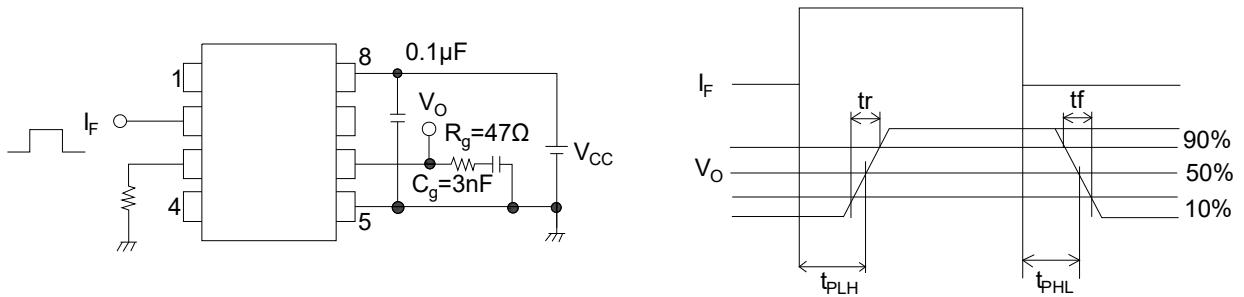 8
0.1μF
1
I_F
V_O
R_g=47Ω
V_CC
C_g=3nF
4
5
I_F
tr
tf
90%
V_O
50%
10%
t_PLH
t_PHL